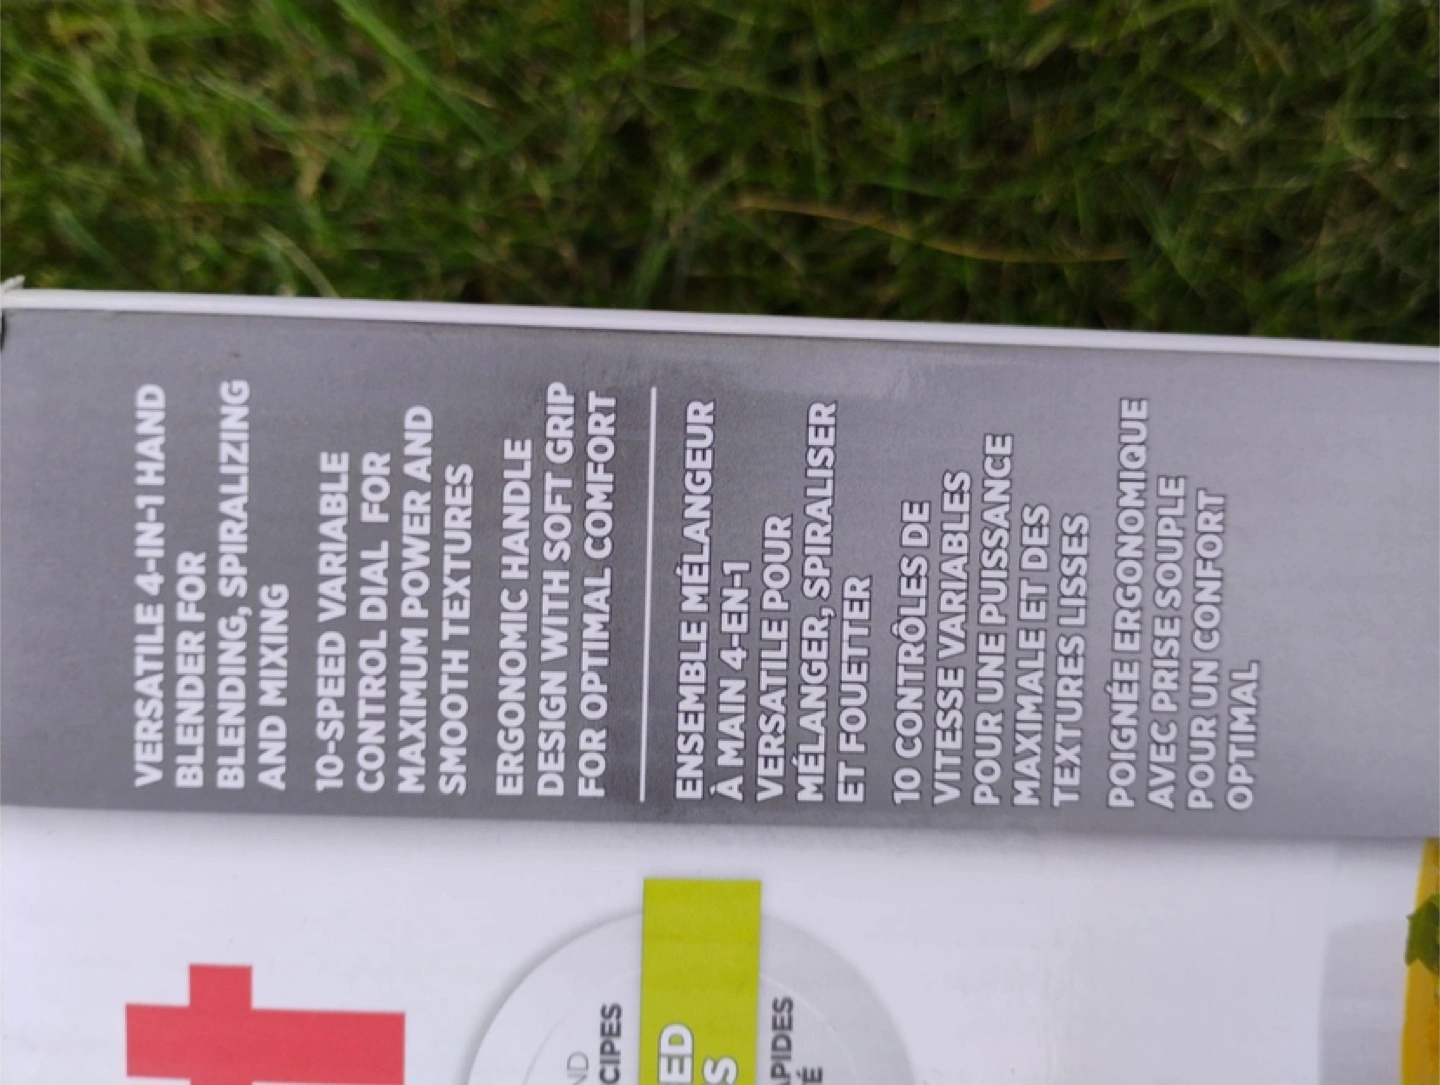 VERSATILE 4-IN-1 HAND
BLENDER FOR
BLENDING, SPIRALIZING
AND MIXING
10-SPEED VARIABLE
CONTROL DIAL FOR
MAXIMUM POWER AND
SMOOTH TEXTURES
ERGONOMIC HANDLE
DESIGN WITH SOFT GRIP
FOR OPTIMAL COMFORT
ENSEMBLE MÉLANGEUR
À MAIN 4-EN-1
VERSATILE POUR
MÉLANGER, SPIRALISER
ET FOUETTER
10 CONTRÔLES DE
VITESSE VARIABLES
POUR UNE PUISSANCE
MAXIMALE ET DES
TEXTURES LISSES
POIGNÉE ERGONOMIQUE
AVEC PRISE SOUPLE
POUR UN CONFORT
OPTIMAL